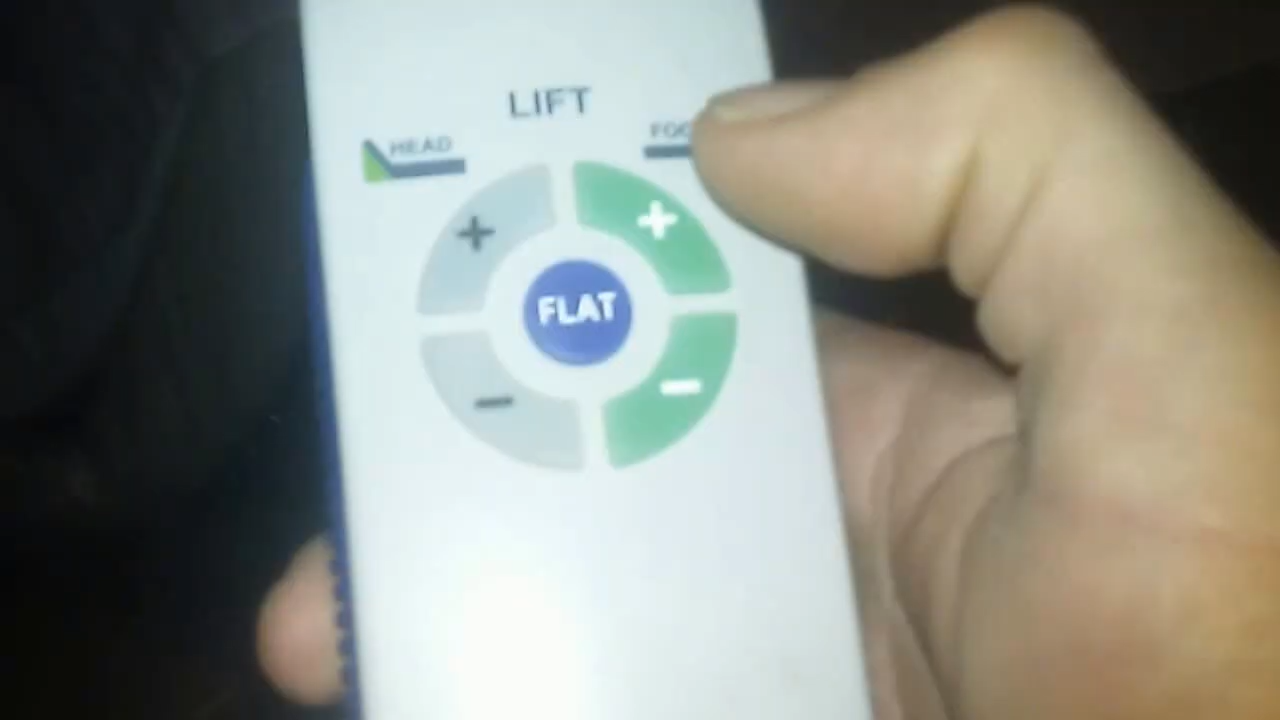 LIFT
HEAD
+ +
FLAT
- -